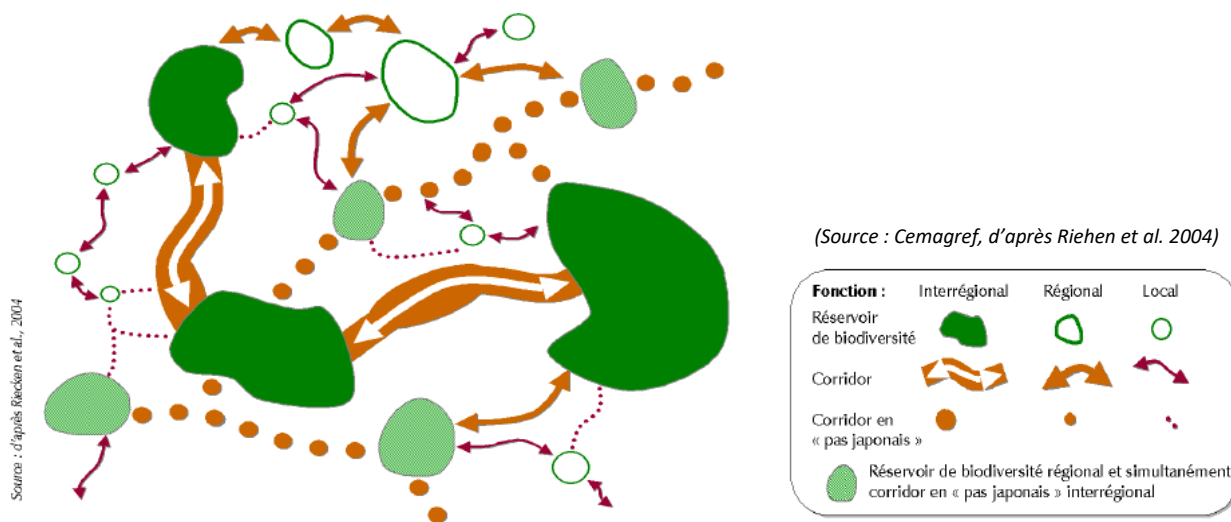 Source : d'après Riecken et al., 2004
(Source : Cemagref, d'après Riehen et al. 2004)
Fonction : Interrégional Régional Local
Réservoir
de biodiversité
Corridor
Corridor en
« pas japonais »
Réservoir de biodiversité régional et simultanément
corridor en « pas japonais » interrégional